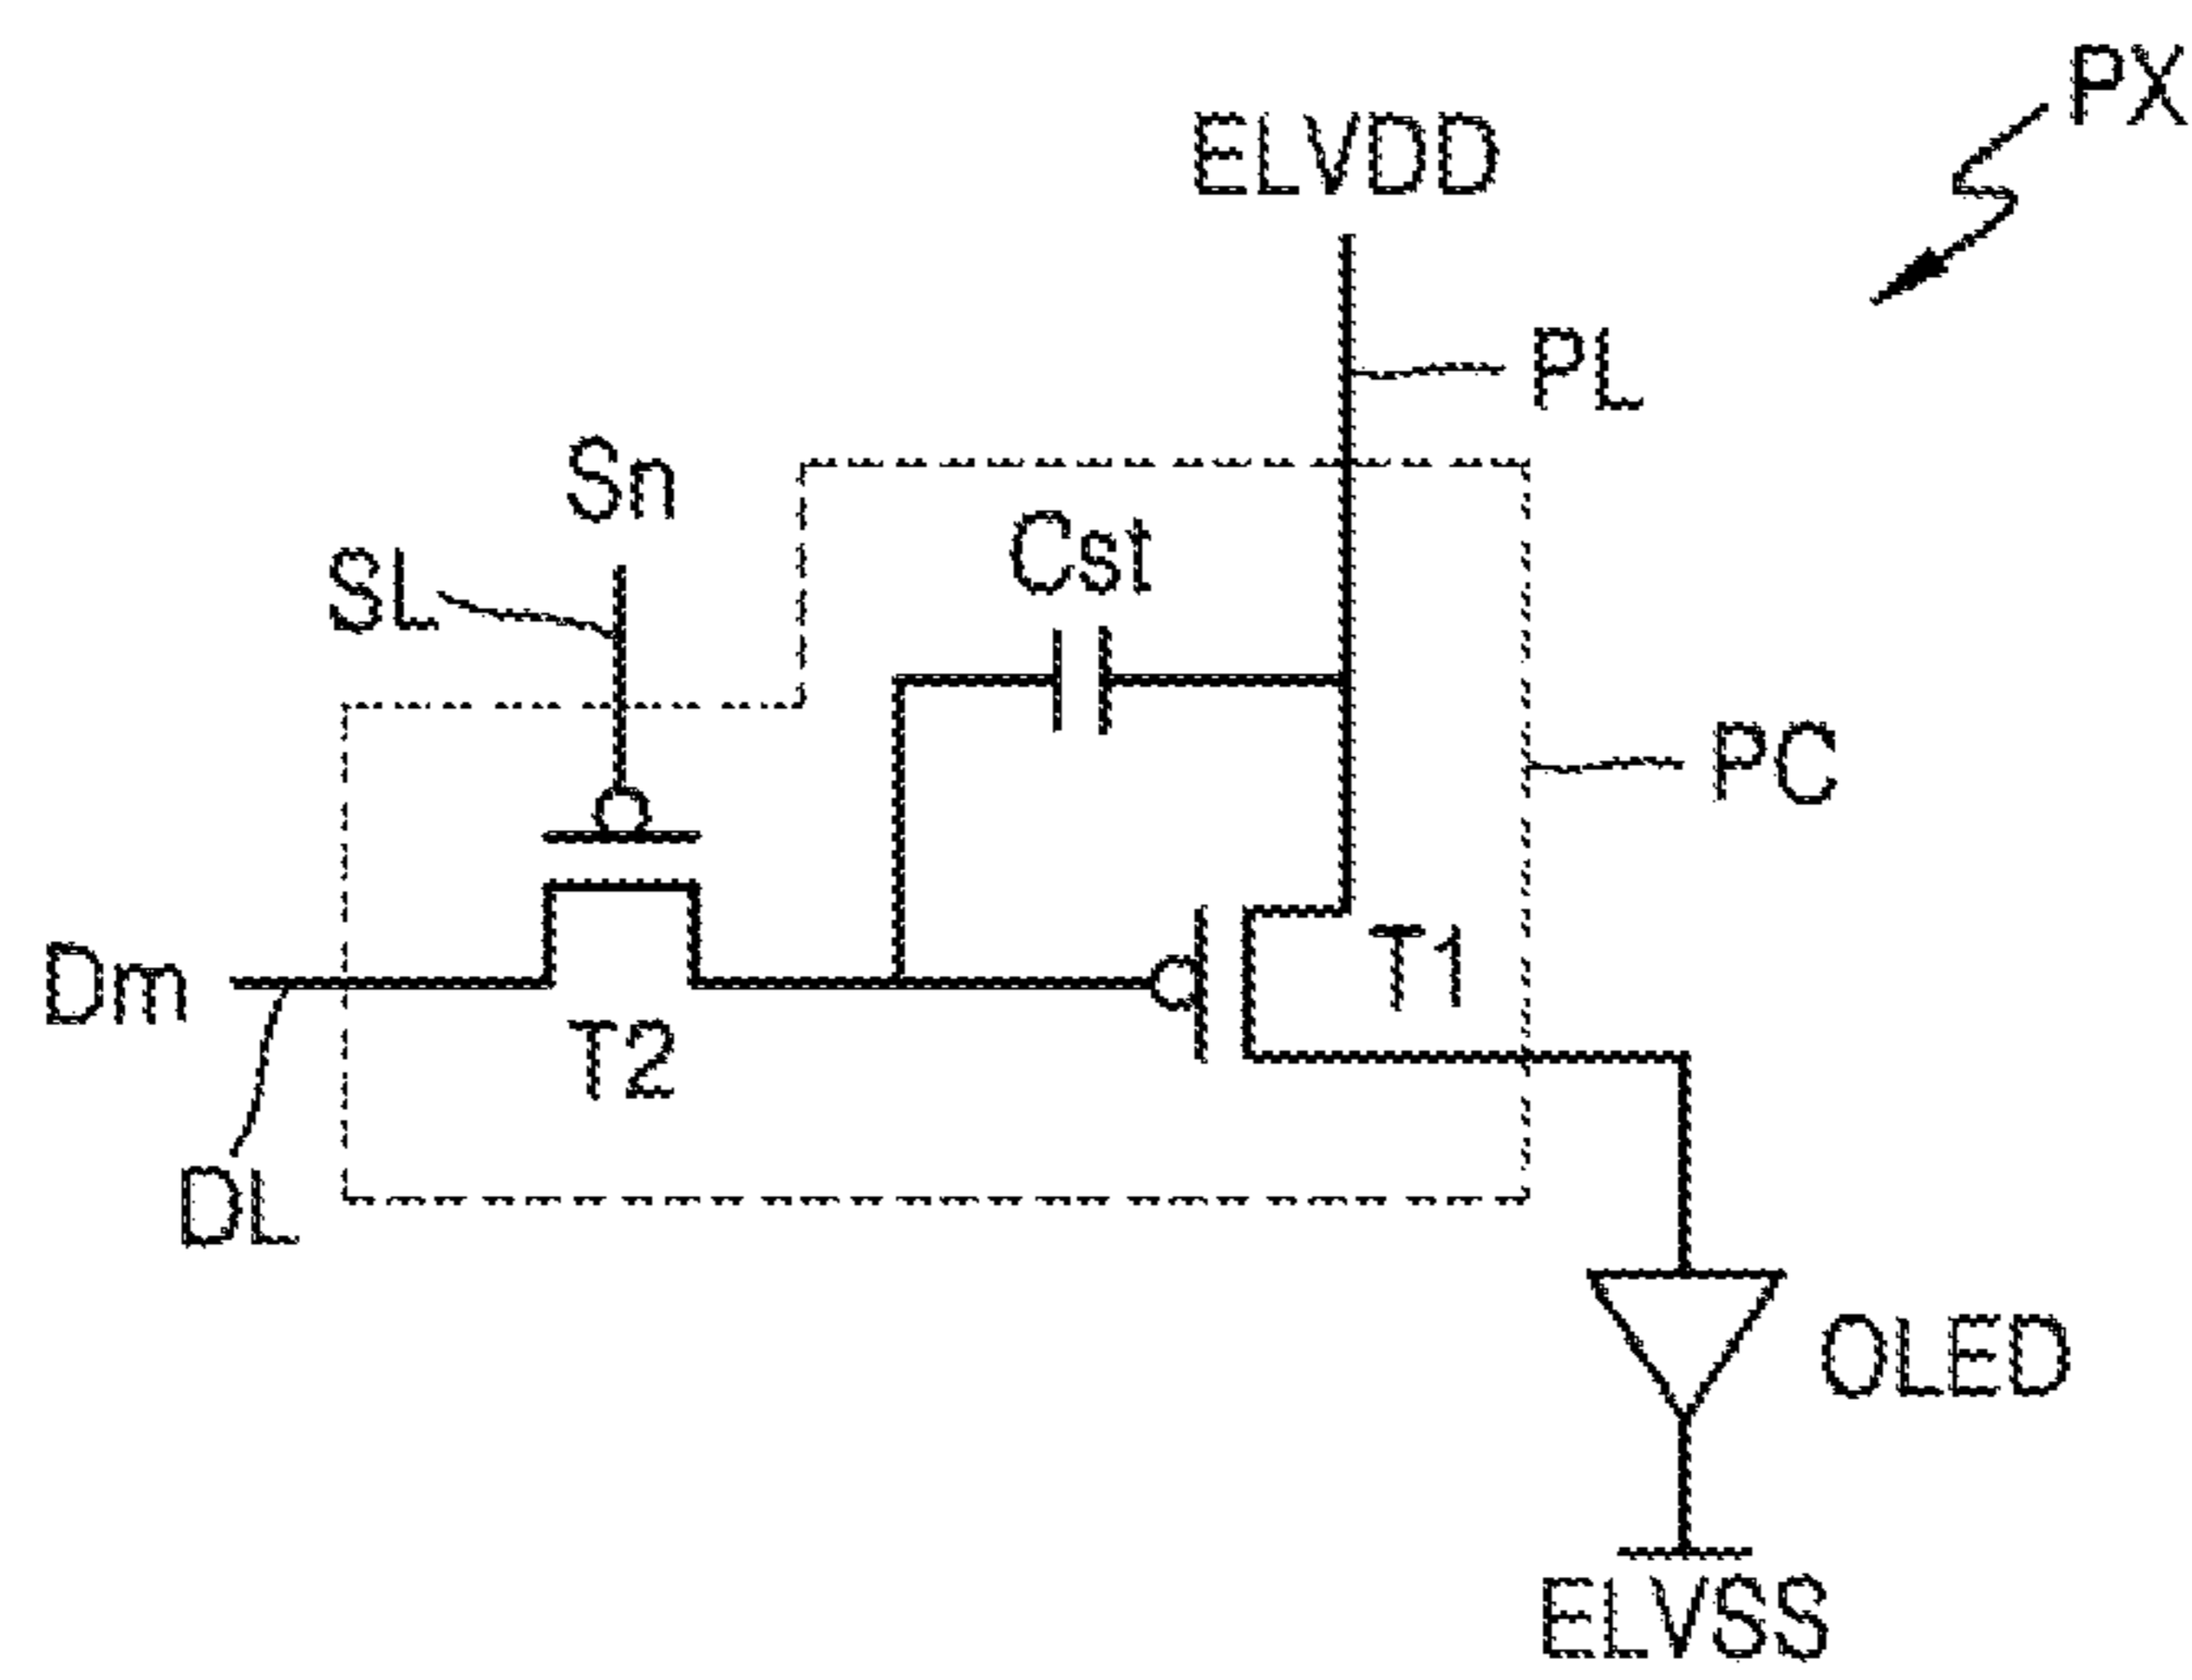 PX
ELVDD
PL
Sn
Cst
SL
PC
T1
Dm
T2
DL
OLED
ELVSS